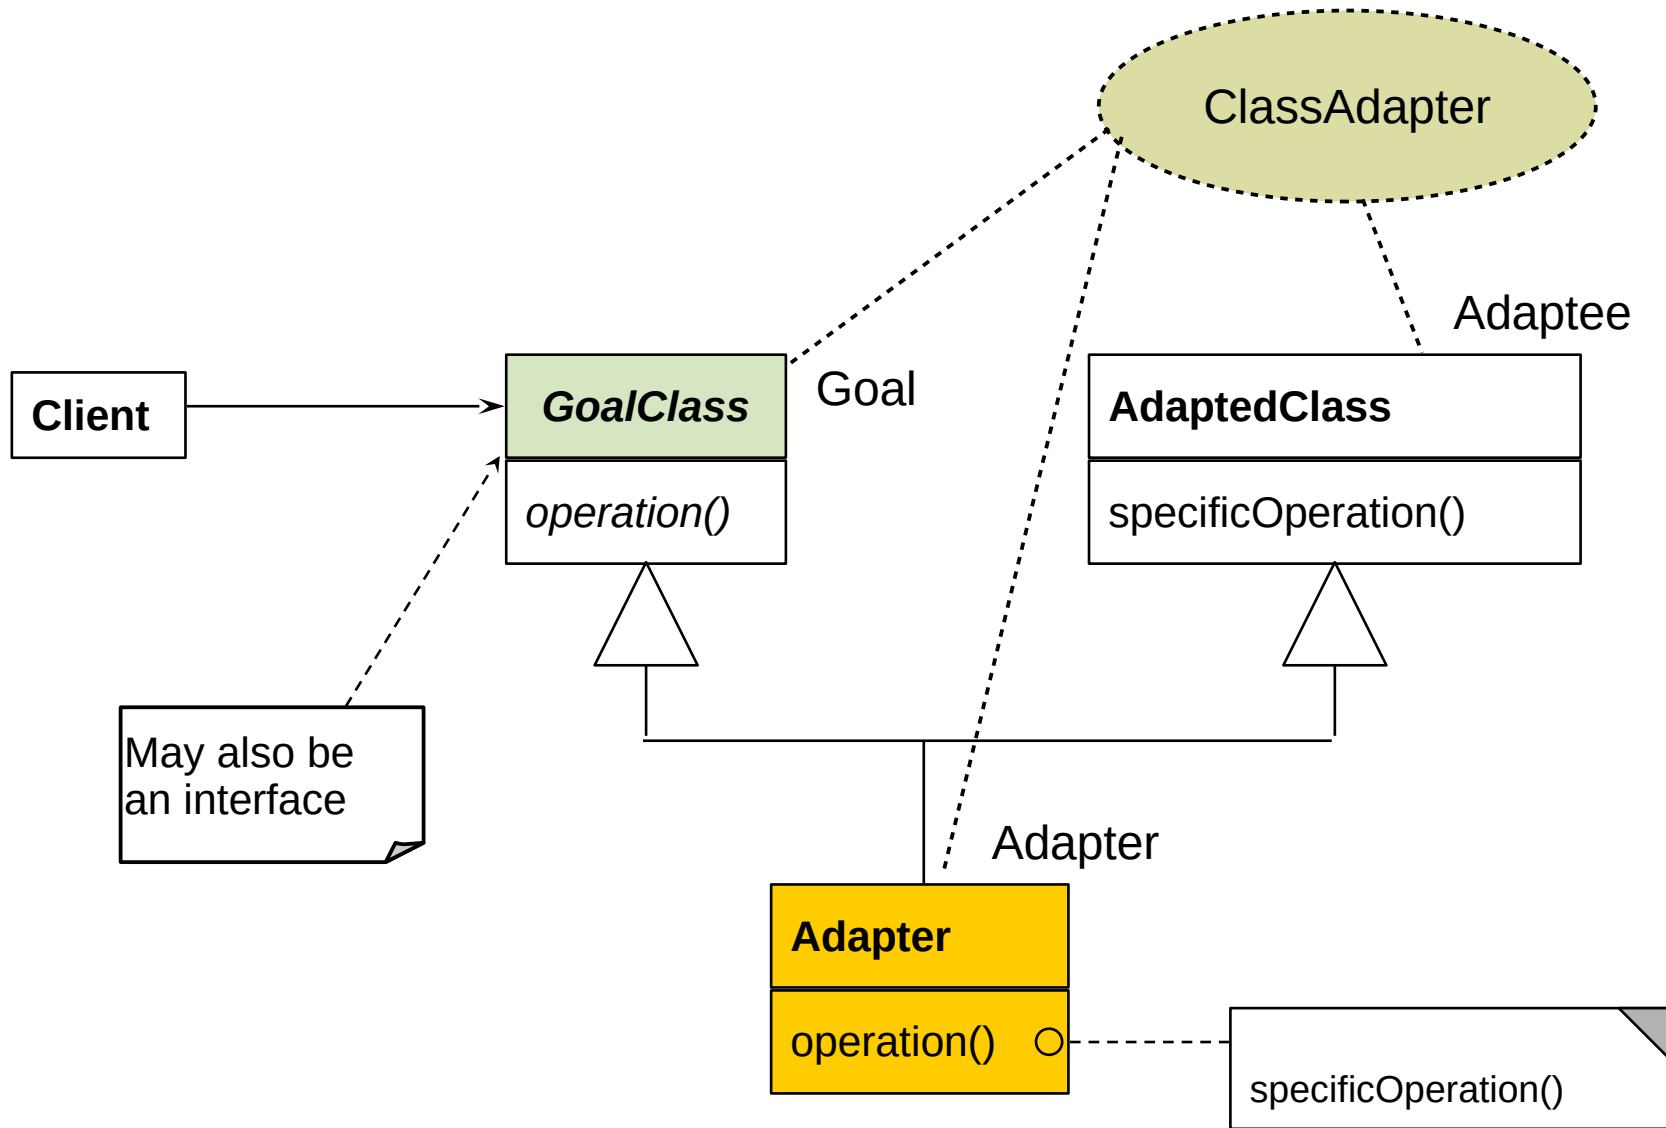 ClassAdapter
Adaptee
Client
GoalClass
Goal
AdaptedClass
operation()
specificOperation()
May also be
an interface
Adapter
Adapter
operation()
specificOperation()